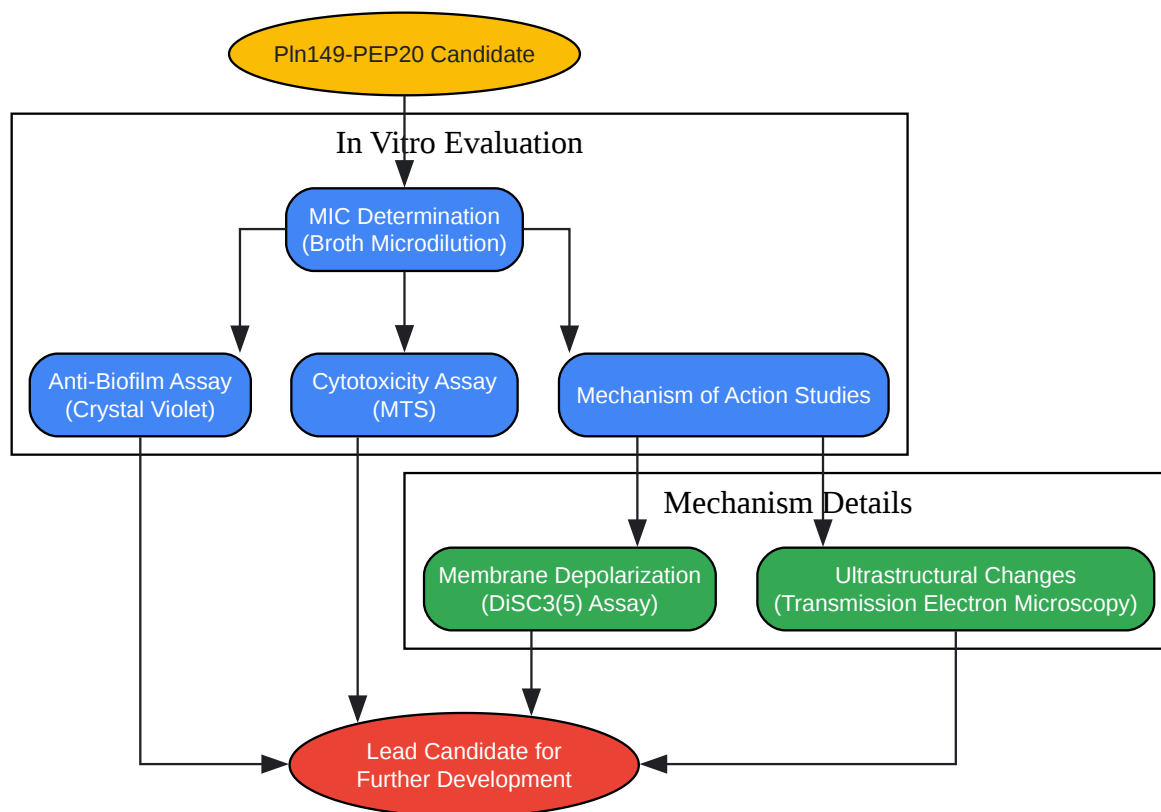 Pln149-PEP20 Candidate
In Vitro Evaluation
MIC Determination
(Broth Microdilution)
Anti-Biofilm Assay
(Crystal Violet)
Cytotoxicity Assay
(MTS)
Mechanism of Action Studies
Mechanism Details
Membrane Depolarization
(DiSC3(5) Assay)
Ultrastructural Changes
(Transmission Electron Microscopy)
Lead Candidate for
Further Development